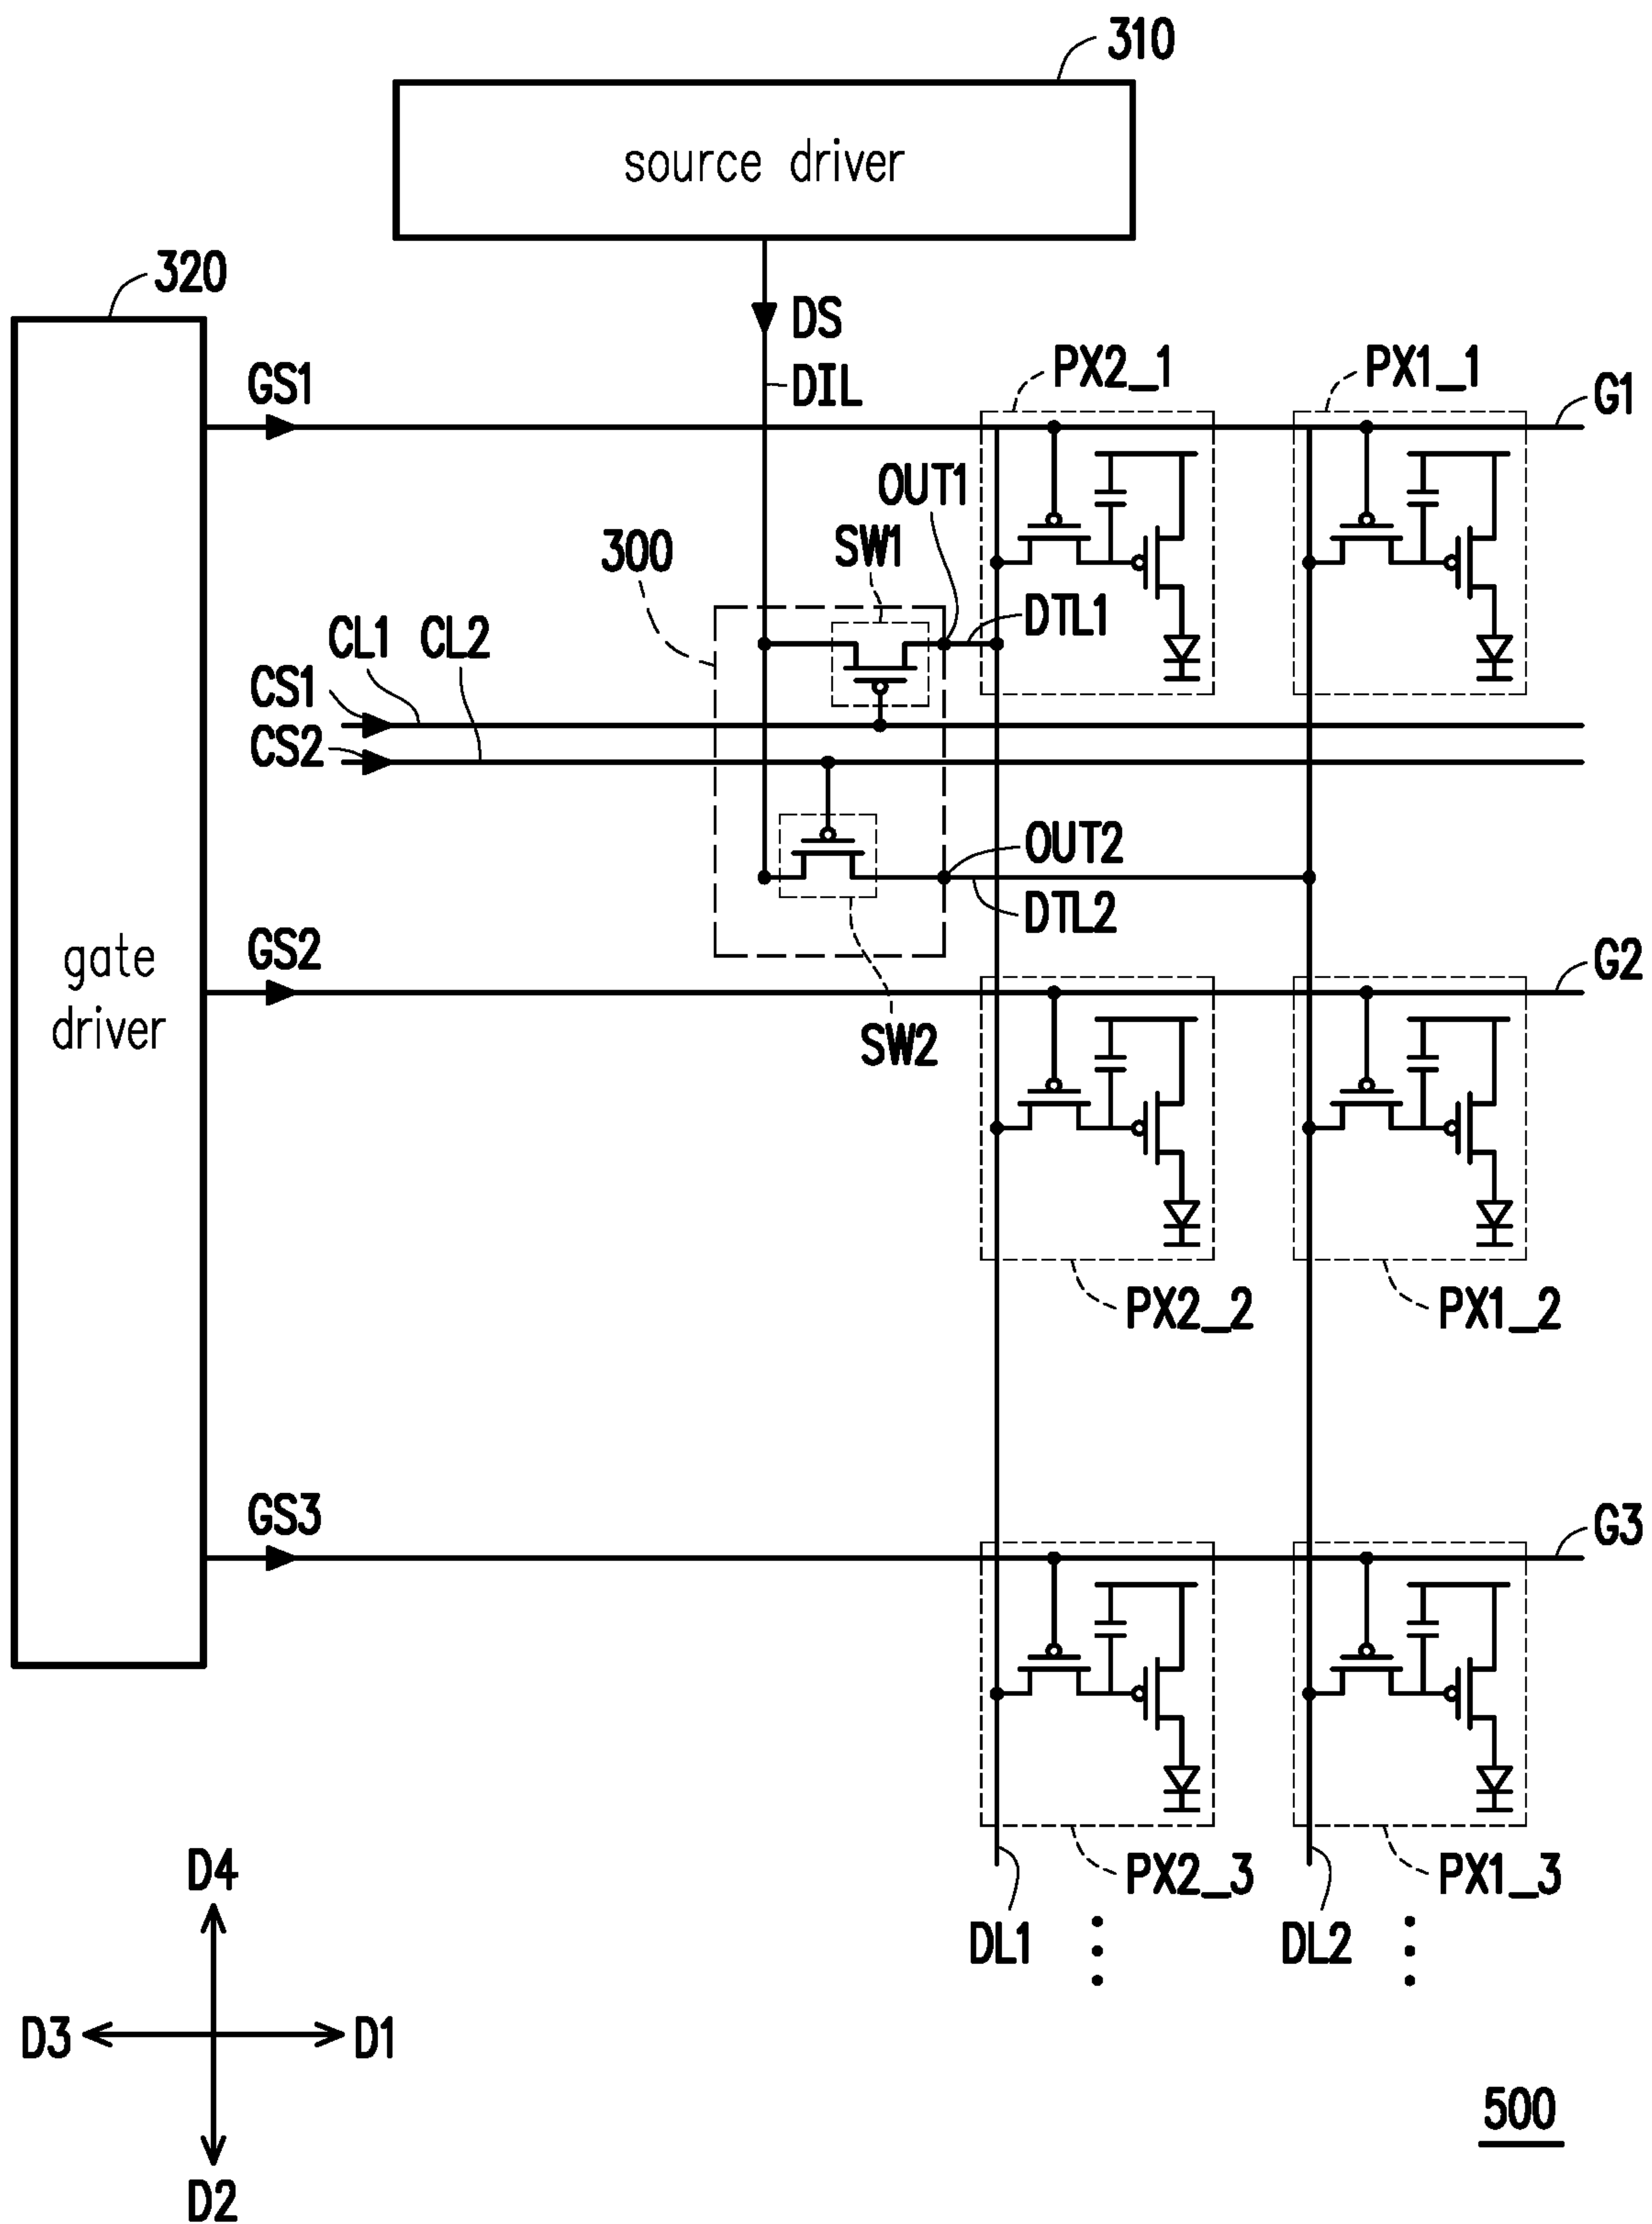 310
source driver
320
DS
GS1
DIL
PX2_1
PX1_1
G1
OUT1
SW1
300
DTL1
CL1
CL2
CS1
CS2
OUT2
DTL2
GS2
G2
gate
driver
SW2
PX2_2
PX1_2
GS3
G3
PX2_3
PX1_3
D4
DL1
DL2
D3
D1
D2
500